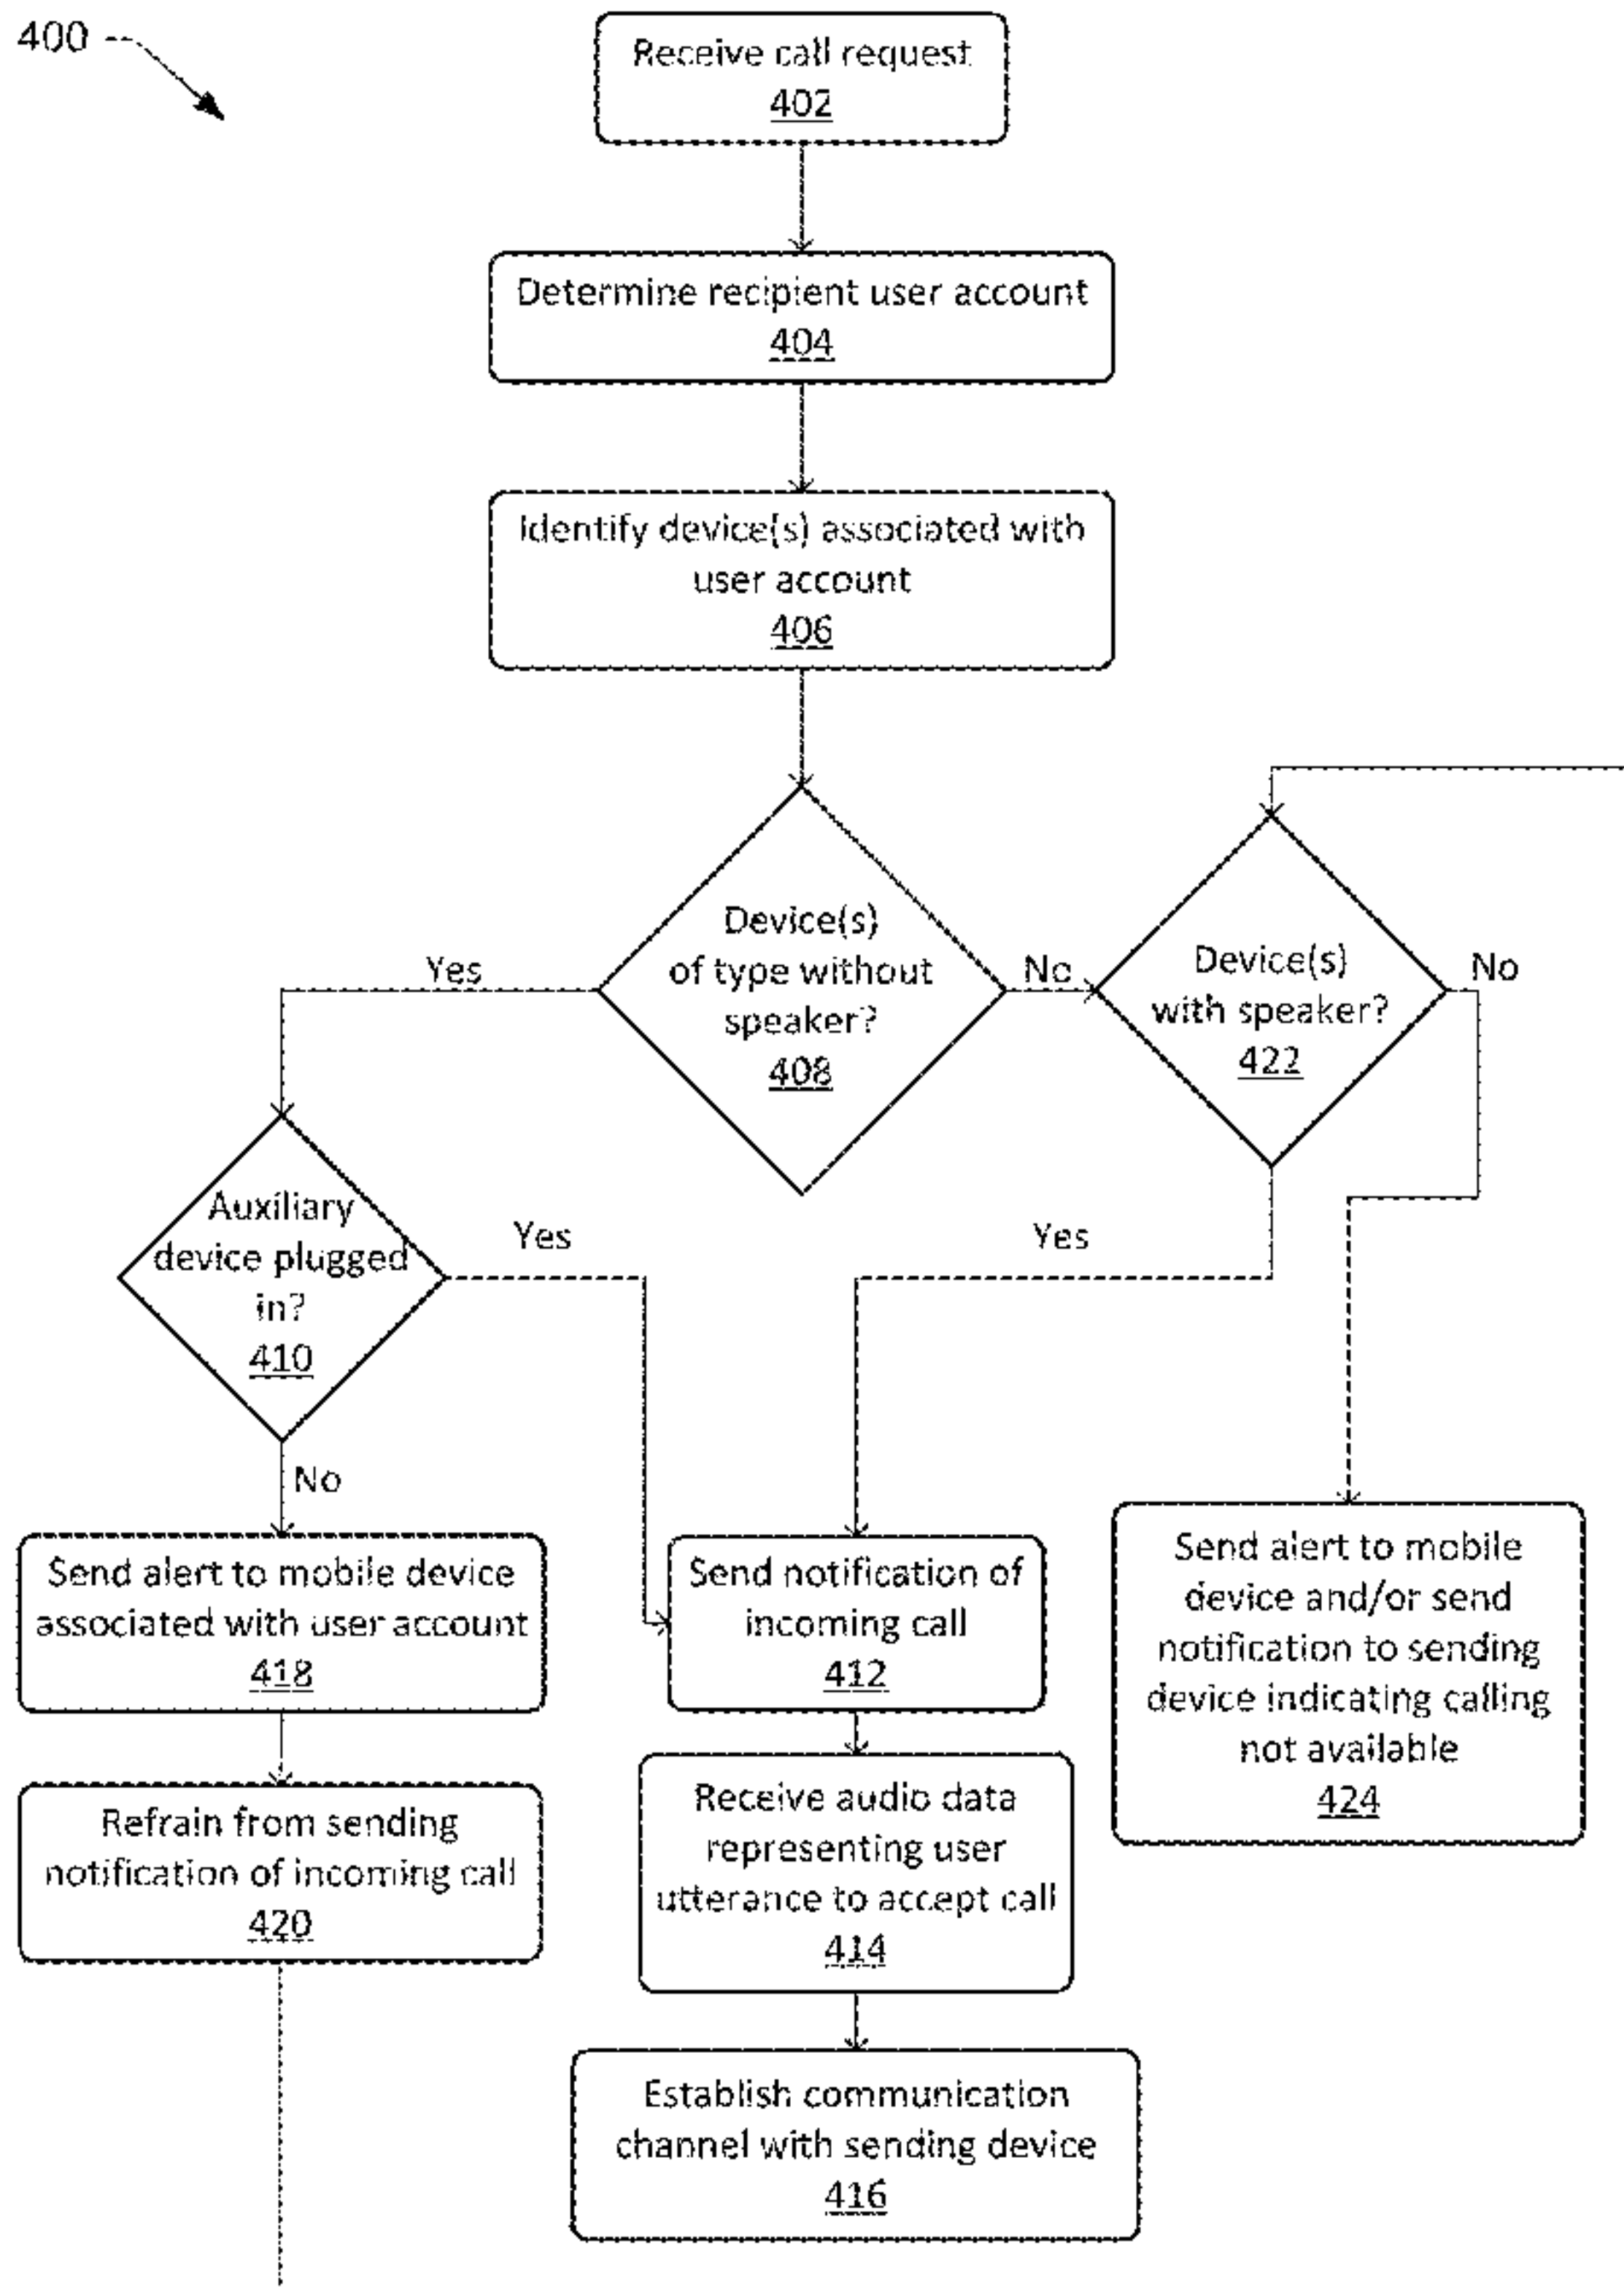 400
Receive call request
402
Determine recipient user account
404
Identify device(s) associated with
user account
406
Device(s)
of type without
speaker?
408
Yes
No
Device(s)
with speaker?
422
No
Yes
Auxiliary
device plugged
in?
410
Yes
No
Send alert to mobile device
associated with user account
418
Refrain from sending
notification of incoming call
420
Send notification of
incoming call
412
Receive audio data
representing user
utterance to accept call
414
Establish communication
channel with sending device
416
Send alert to mobile
device and/or send
notification to sending
device indicating calling
not available
424